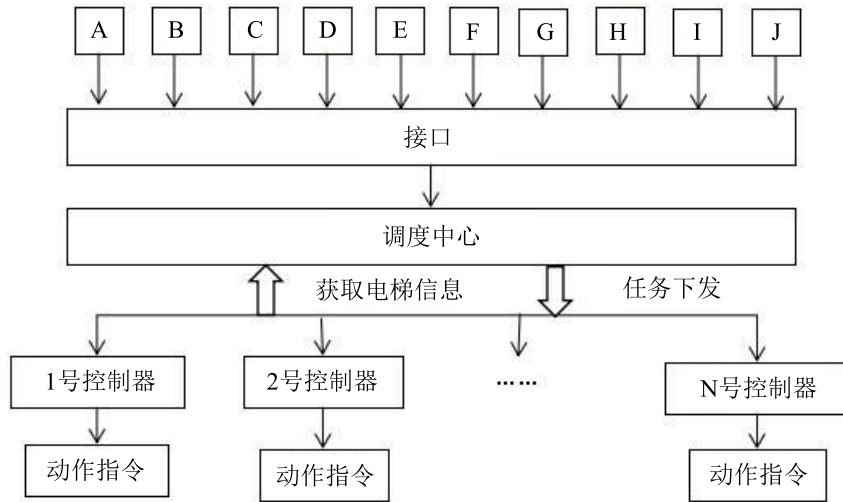 A B C D E F G H I J
接口
调度中心
获取电梯信息 任务下发
1号控制器 2号控制器 …… N号控制器
动作指令 动作指令 动作指令